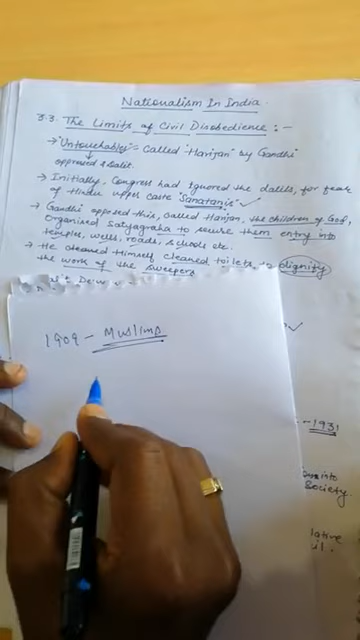 Nationalism In India.
3.3. The Limits of Civil Disobedience :-
→ 'Untouchables' = called 'Harijan' by Gandhi
oppressed & Dalit.
→ Initially, Congress had ignored the dalits, for fear
of Hindu upper caste 'Sanatanis'
→ Gandhi opposed this, called Harijan, the children of God,
Organised Satyagraha to secure them entry into
temples, wells, roads, schools etc.
→ He cleaned Himself cleaned toilets, to dignify
the work of the sweepers
1909 - Muslims.
- 1931
into
Society